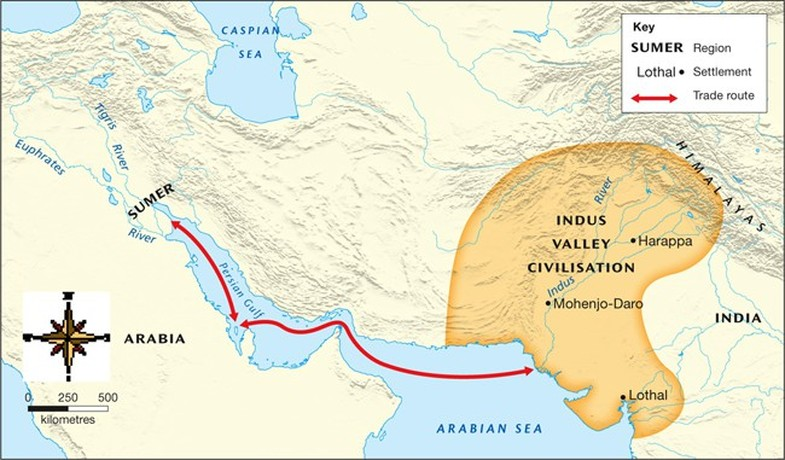 CASPIAN
SEA
Key
SUMER Region
Lothal • Settlement
Trade route
Tigris
River
Euphrates
SUMER
River
Persian Gulf
HIMALAYAS
River
INDUS
VALLEY
CIVILISATION
Harappa
Indus
Mohenjo-Daro
INDIA
N
ARABIA
0 250 500
kilometres
Lothal
ARABIAN SEA